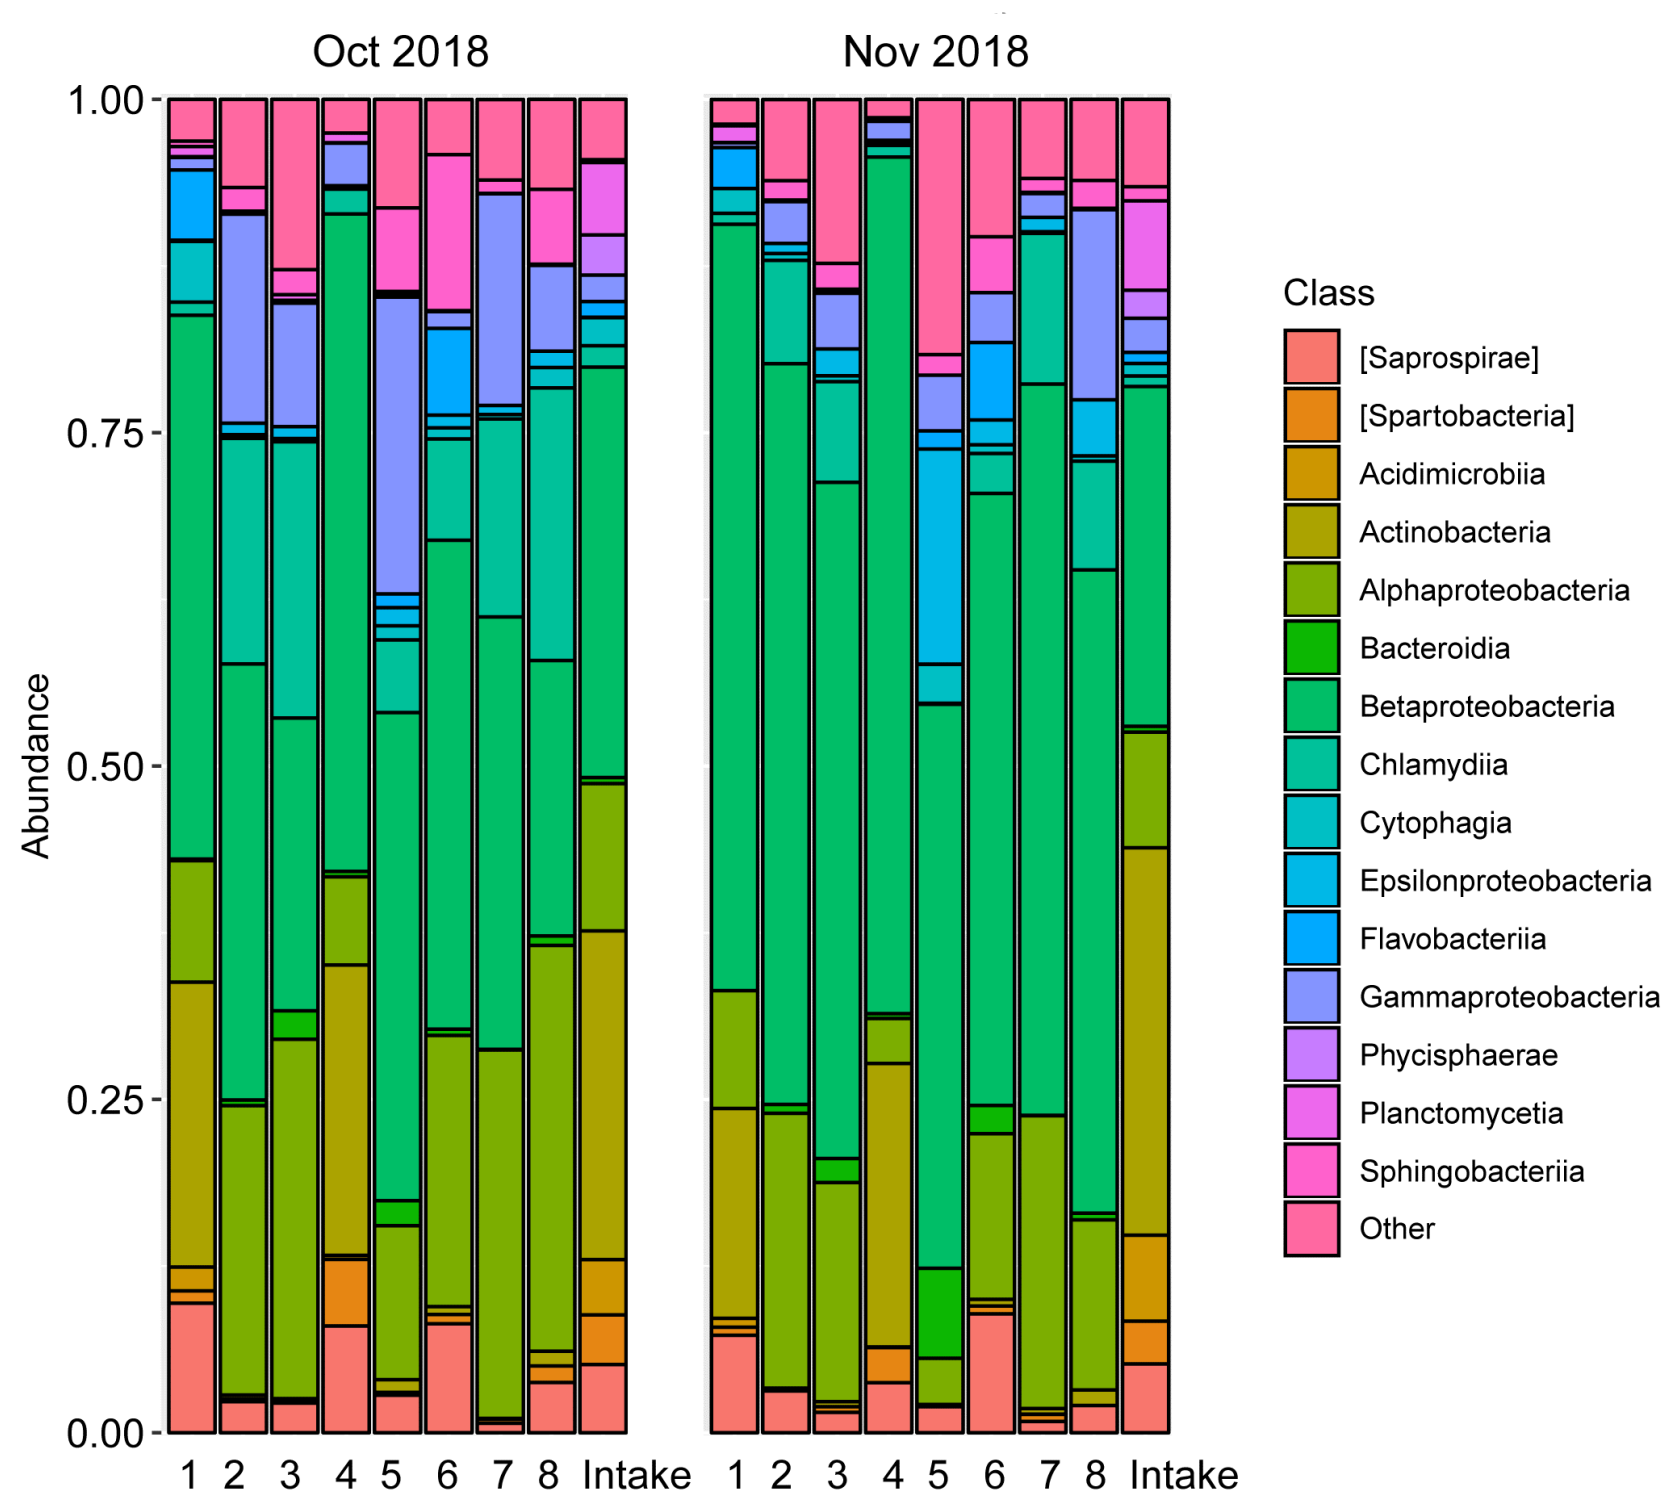 Oct 2018
Nov 2018
Abundance
1.00
0.75
0.50
0.25
0.00
1 2 3 4 5 6 7 8 Intake
1 2 3 4 5 6 7 8 Intake
Class
[Saprospirae]
[Spartobacteria]
Acidimicrobiia
Actinobacteria
Alphaproteobacteria
Bacteroidia
Betaproteobacteria
Chlamydiia
Cytophagia
Epsilonproteobacteria
Flavobacteriia
Gammaproteobacteria
Phycisphaerae
Planctomycetia
Sphingobacteriia
Other